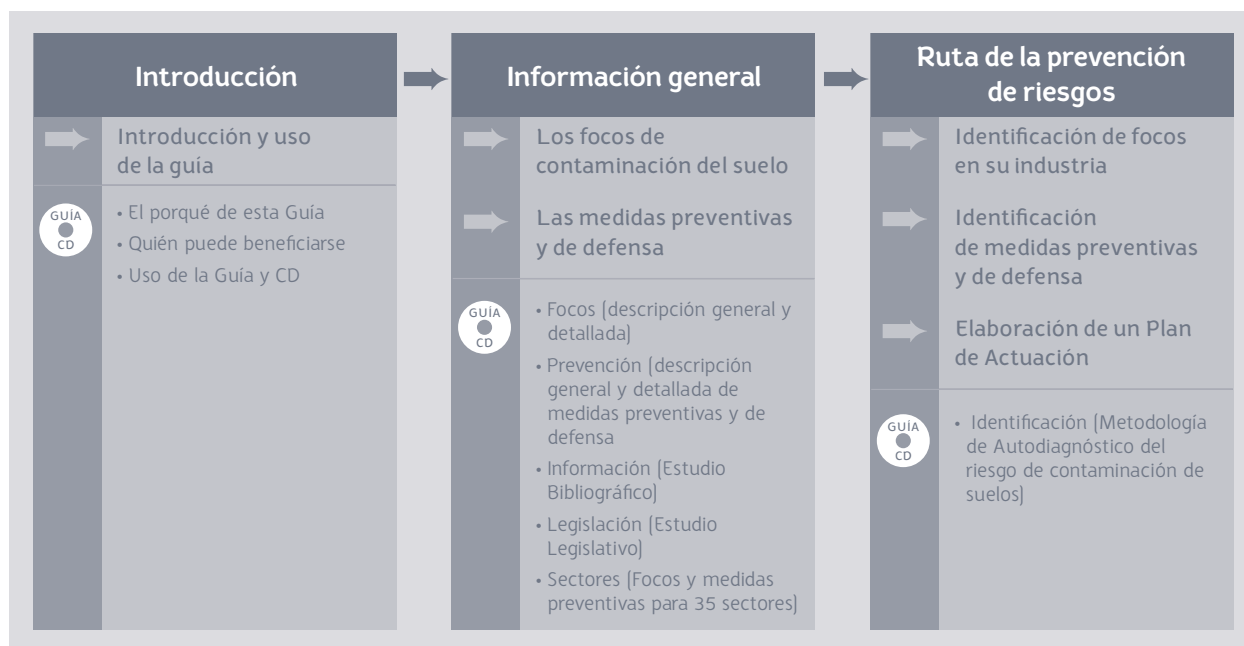 Introducción
Introducción y uso
de la guía
GUÍA
CD
• El porqué de esta Guía
• Quién puede beneficiarse
• Uso de la Guía y CD
Información general
Los focos de
contaminación del suelo
Las medidas preventivas
y de defensa
GUÍA
CD
• Focos (descripción general y
detallada)
• Prevención (descripción
general y detallada de
medidas preventivas y de
defensa
• Información (Estudio
Bibliográfico)
• Legislación (Estudio
Legislativo)
• Sectores (Focos y medidas
preventivas para 35 sectores)
Ruta de la prevención
de riesgos
Identificación de focos
en su industria
Identificación
de medidas preventivas
y de defensa
Elaboración de un Plan
de Actuación
GUÍA
CD
• Identificación (Metodología
de Autodiagnóstico del
riesgo de contaminación de
suelos)